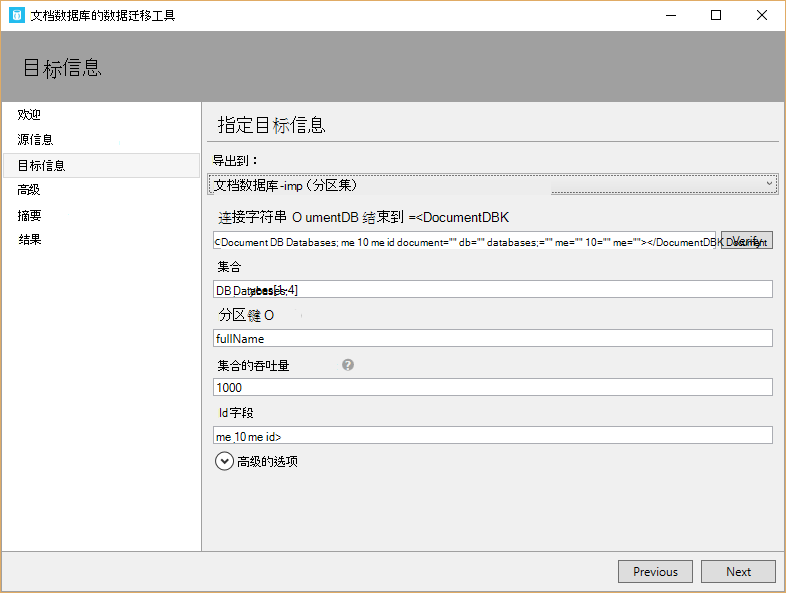 文档数据库的数据迁移工具
目标信息
欢迎
源信息
目标信息
高级
摘要
结果
指定目标信息
导出到：
文档数据库-imp（分区集）
连接字符串 O umentDB 结束到 =<DocumentDBK
<Document DB Databases; me 10 me id document="" db="" databases;="" me="" 10="" me=""></DocumentDBK Document
Verify
集合
DB Databases;
分区键 O
fullName
集合的吞吐量 ?
1000
Id字段
me 10 me id>
高级的选项
Previous
Next